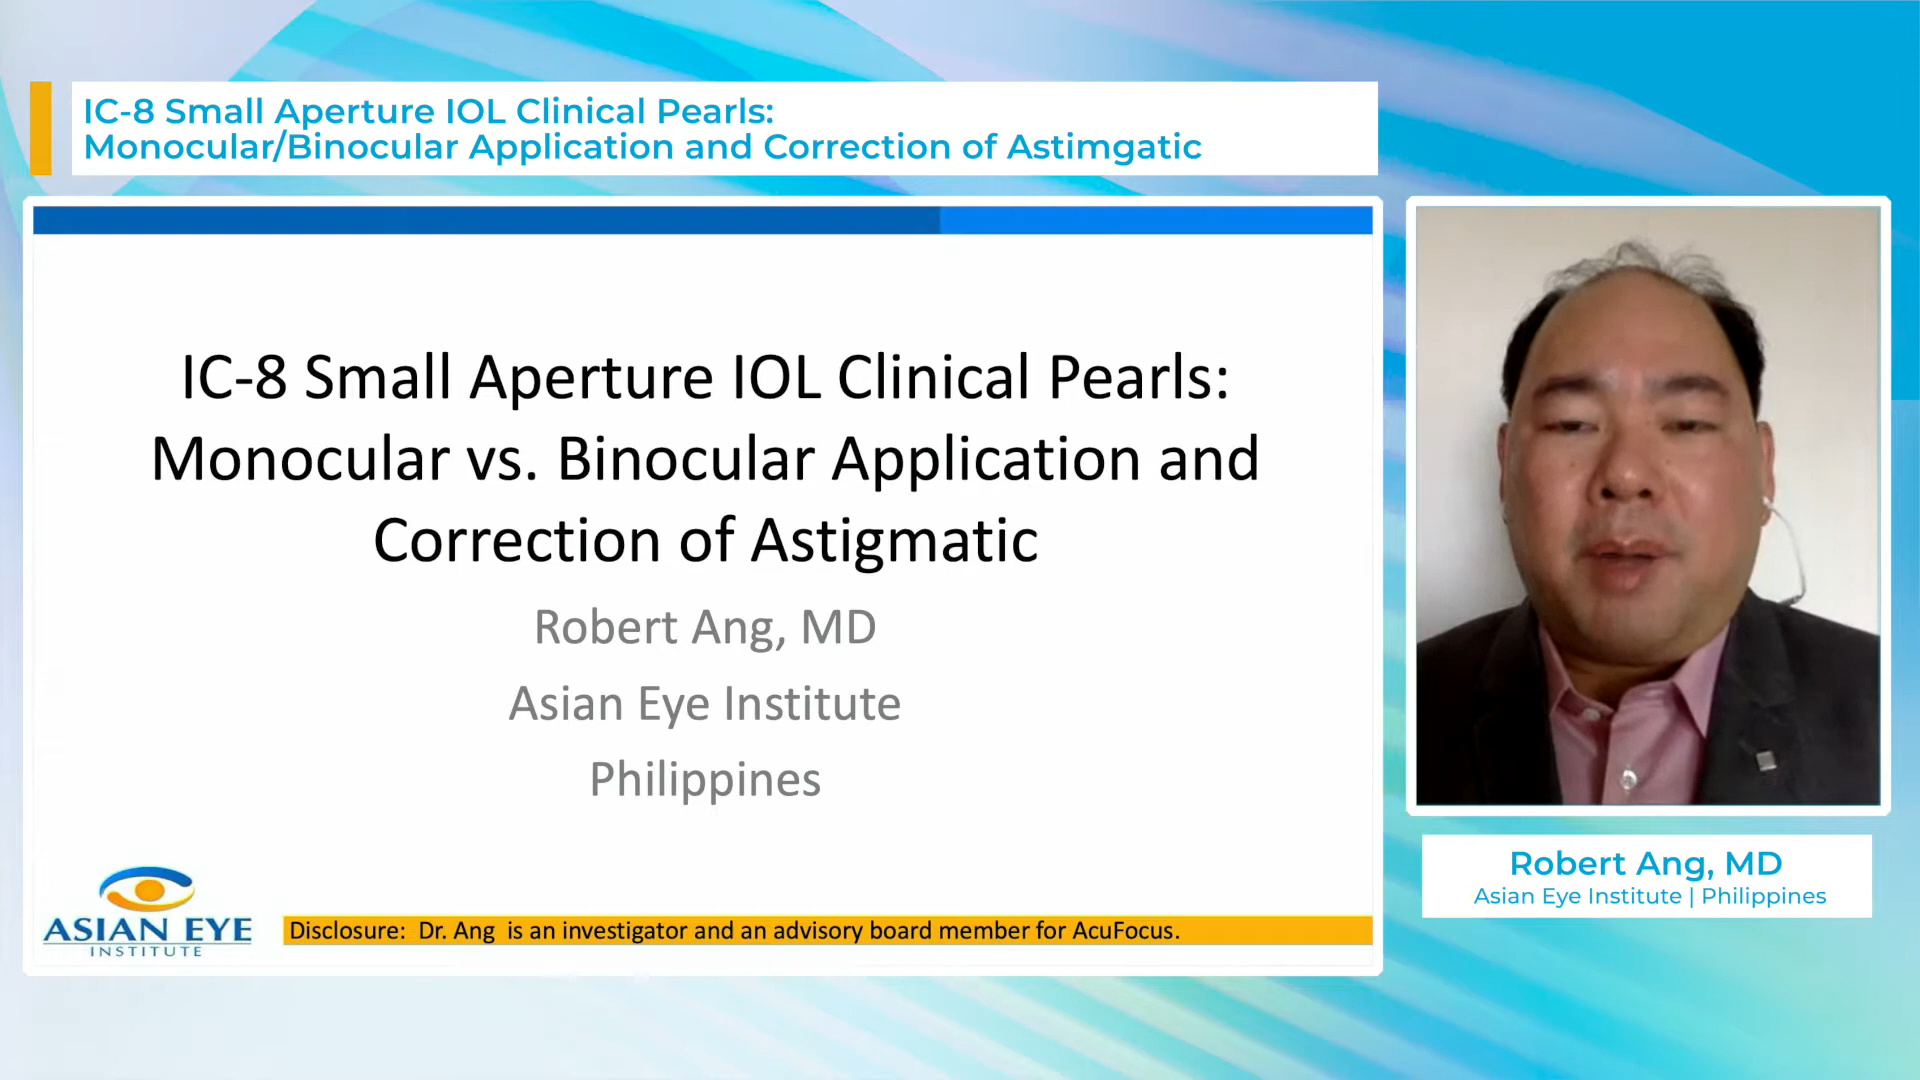 IC-8 Small Aperture IOL Clinical Pearls:
Monocular/Binocular Application and Correction of Astimgatic
IC-8 Small Aperture IOL Clinical Pearls:
Monocular vs. Binocular Application and
Correction of Astigmatic
Robert Ang, MD
Asian Eye Institute
Philippines
ASIAN EYE
INSTITUTE
Disclosure: Dr. Ang is an investigator and an advisory board member for AcuFocus.
Robert Ang, MD
Asian Eye Institute | Philippines